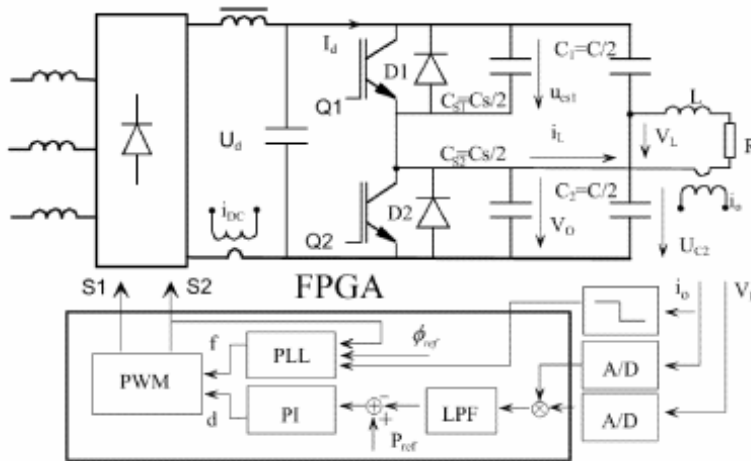 I_d
D1
Q1
C_S1=Cs/2
u_cs1
C_1=C/2
L
V_L
R
U_d
i_L
C_S2=Cs/2
i_DC
D2
Q2
V_O
C_2=C/2
i_o
U_C2
S1
S2
FPGA
i_o
f
PLL
ϕ_ref
PWM
A/D
d
PI
−
+
LPF
A/D
P_ref